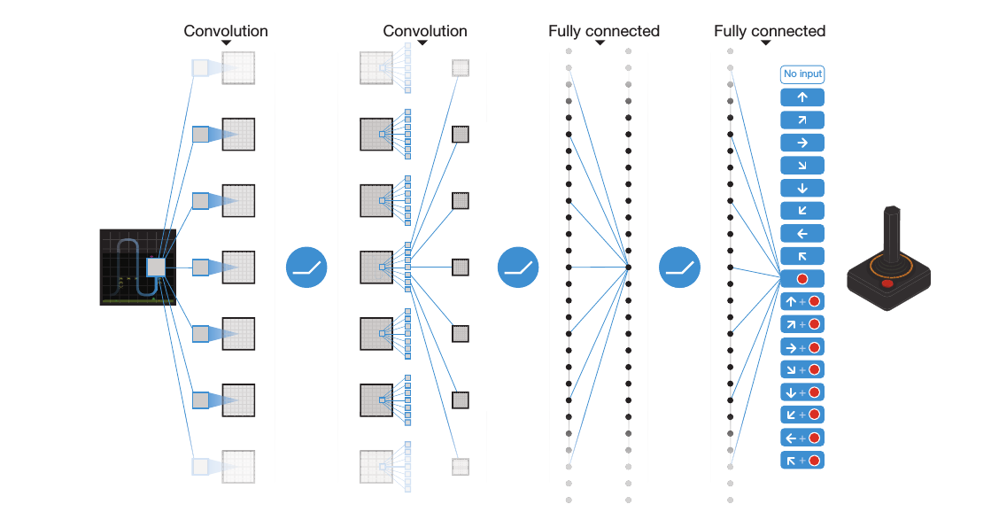 Convolution
Convolution
Fully connected
Fully connected
No input
+
+
+
+
+
+
+
+